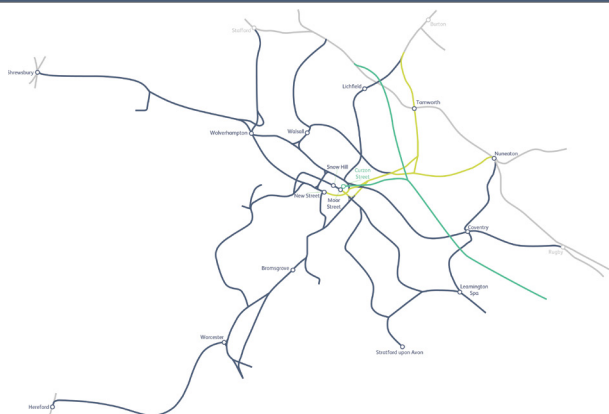 Stafford
Burton
Shrewsbury
Lichfield
Tamworth
Wolverhampton
Walsall
Nuneaton
Snow Hill
Curzon
Street
New Street
Moor
Street
Coventry
Rugby
Bromsgrove
Leamington
Spa
Worcester
Stratford upon Avon
Hereford